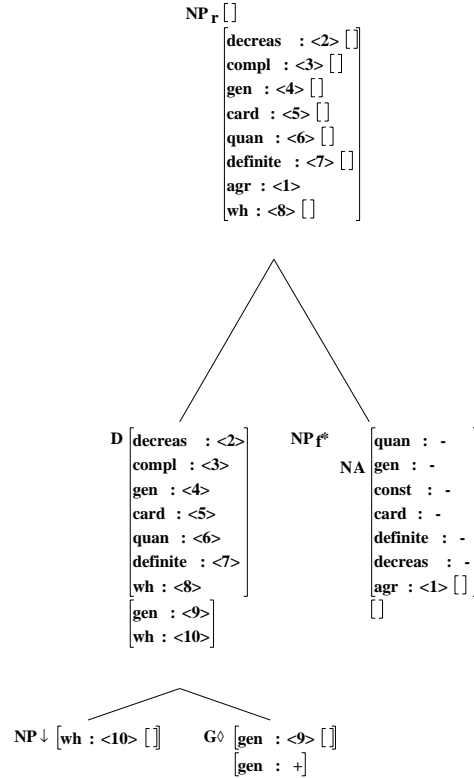 NP r []
decreas : <2> []
compl : <3> []
gen : <4> []
card : <5> []
quan : <6> []
definite : <7> []
agr : <1>
wh : <8> []
D decreas : <2>
compl : <3>
gen : <4>
card : <5>
quan : <6>
definite : <7>
wh : <8>
gen : <9>
wh : <10>
NP f* NA quan : -
gen : -
const : -
card : -
definite : -
decreas : -
agr : <1> []
[]
NP↓ [wh : <10> []]
G◊ [gen : <9> []]
[gen : +]